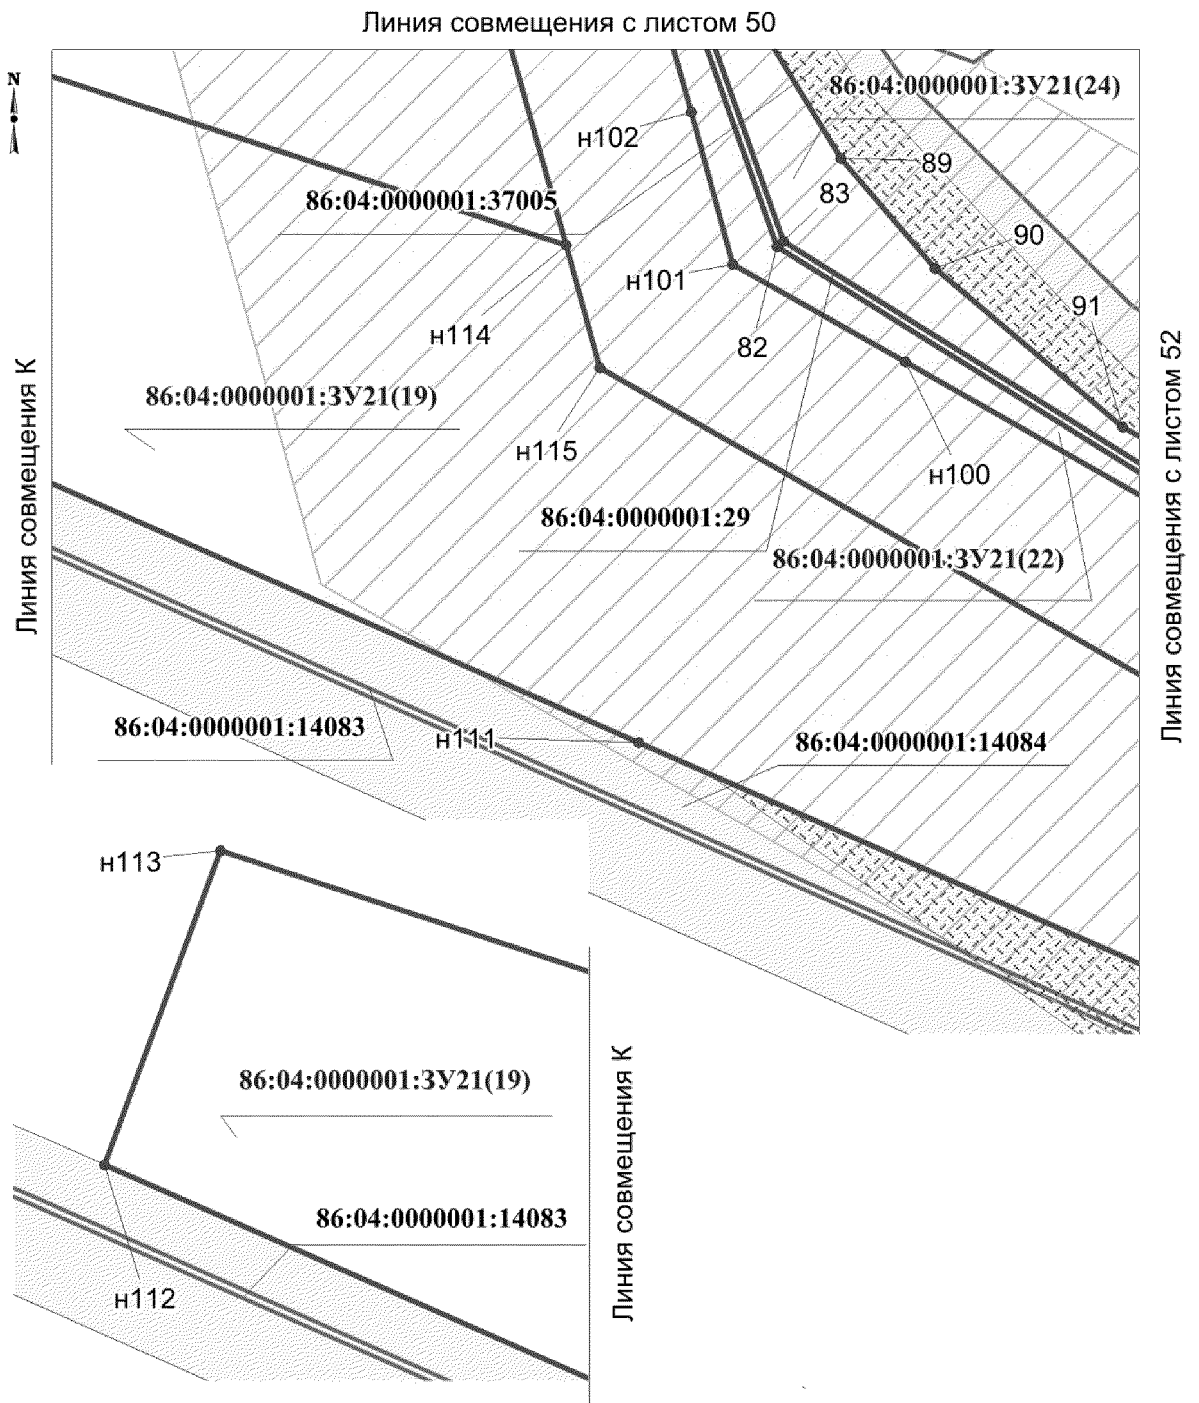 Линия совмещения с листом 50
N
86:04:0000001:ЗУ21(24)
н102
89
83
86:04:0000001:37005
90
н101
91
н114
82
Линия совмещения К
86:04:0000001:ЗУ21(19)
Линия совмещения с листом 52
н115
н100
86:04:0000001:29
86:04:0000001:ЗУ21(22)
86:04:0000001:14083
н111
86:04:0000001:14084
н113
86:04:0000001:ЗУ21(19)
Линия совмещения К
86:04:0000001:14083
н112